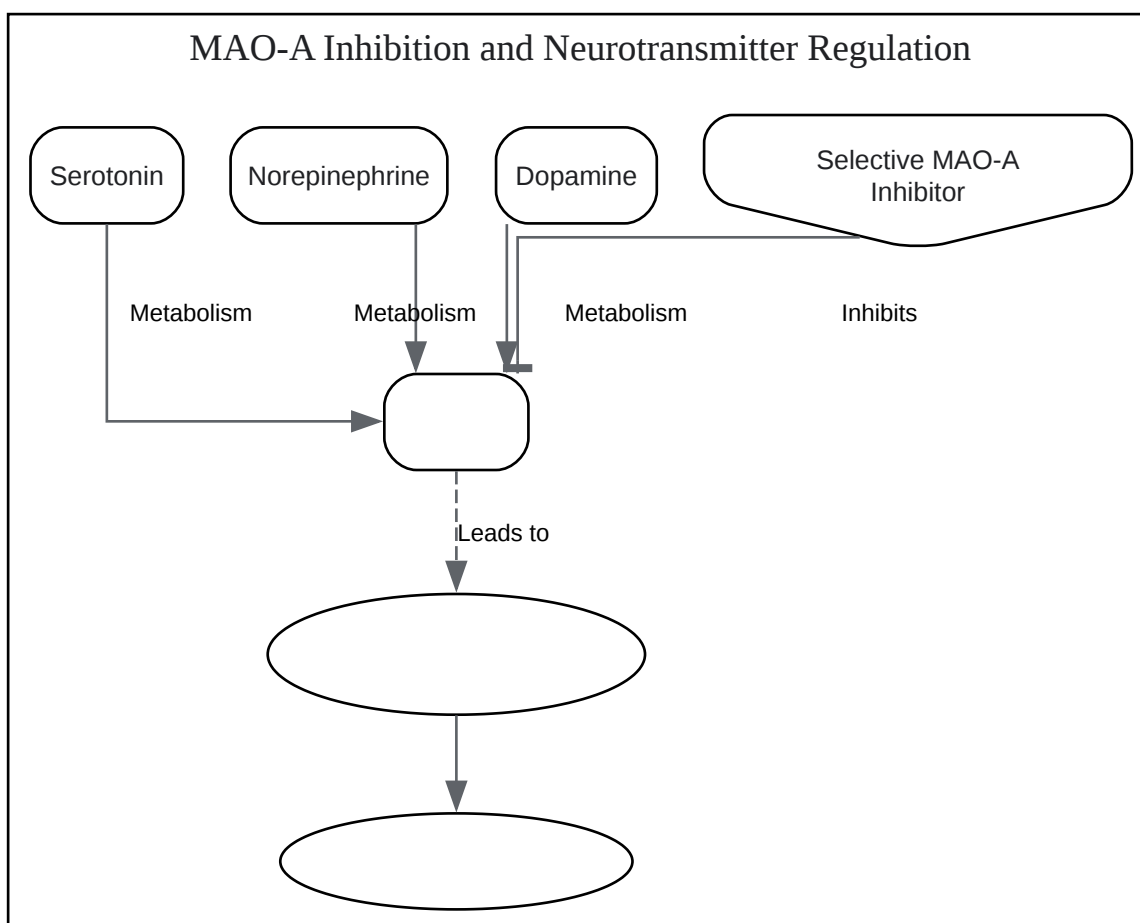 MAO-A Inhibition and Neurotransmitter Regulation
Serotonin
Norepinephrine
Dopamine
Selective MAO-A
Inhibitor
Metabolism
Metabolism
Metabolism
Inhibits
Leads to